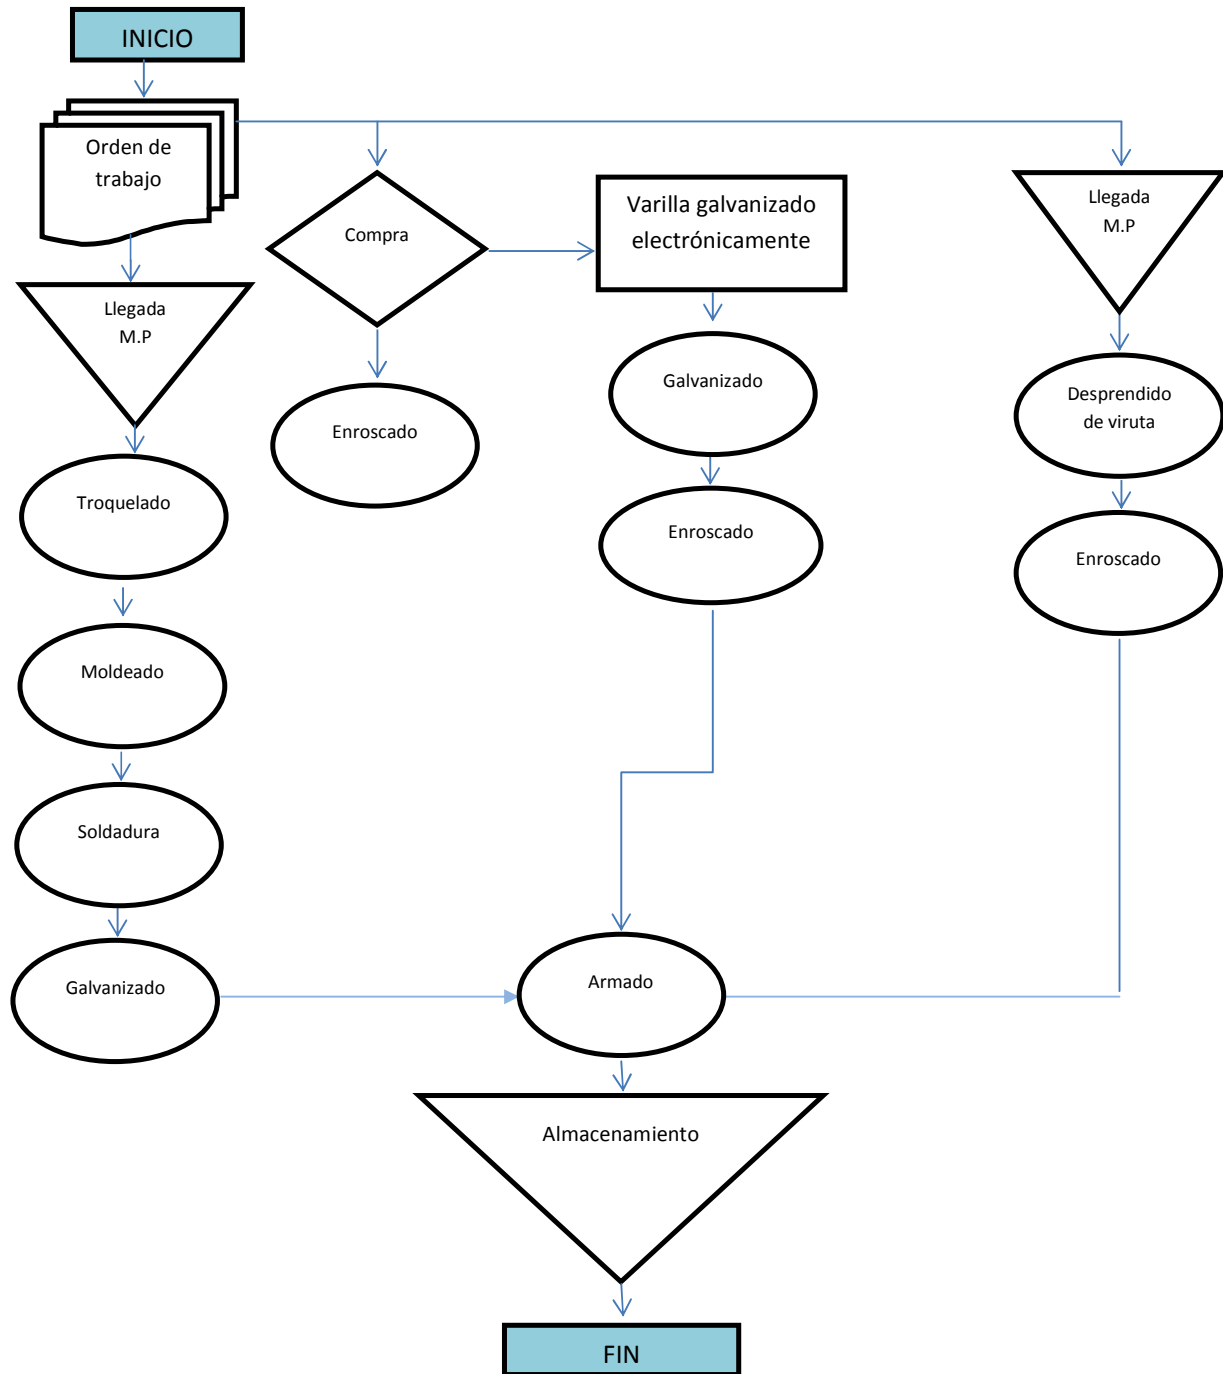 INICIO
Orden de
trabajo
Compra
Varilla galvanizado
electrónicamente
Llegada
M.P
Llegada
M.P
Galvanizado
Desprendido
de viruta
Enroscado
Troquelado
Enroscado
Enroscado
Moldeado
Soldadura
Galvanizado
Armado
Almacenamiento
FIN